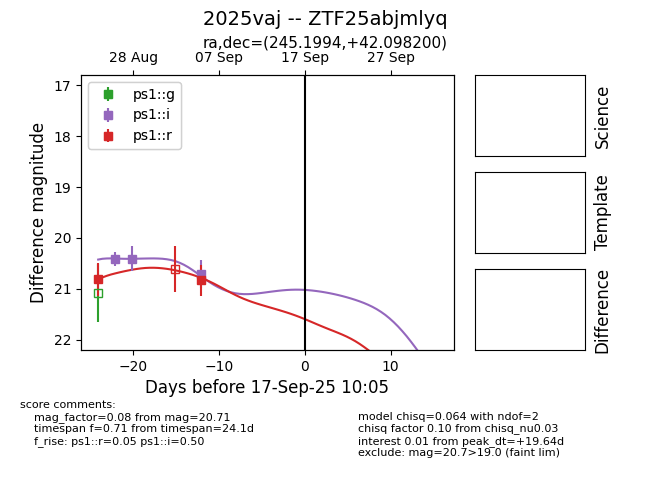 2025vaj -- ZTF25abjmlyq
ra,dec=(245.1994,+42.098200)
28 Aug 07 Sep 17 Sep 27 Sep
ps1::g
ps1::i
ps1::r
17
18
19
20
21
22
Difference magnitude
−20 −10 0 10
Days before 17-Sep-25 10:05
Science
Template
Difference
score comments:
mag_factor=0.08 from mag=20.71
timespan f=0.71 from timespan=24.1d
f_rise: ps1::r=0.05 ps1::i=0.50
model chisq=0.064 with ndof=2
chisq factor 0.10 from chisq_nu0.03
interest 0.01 from peak_dt=+19.64d
exclude: mag=20.7>19.0 (faint lim)